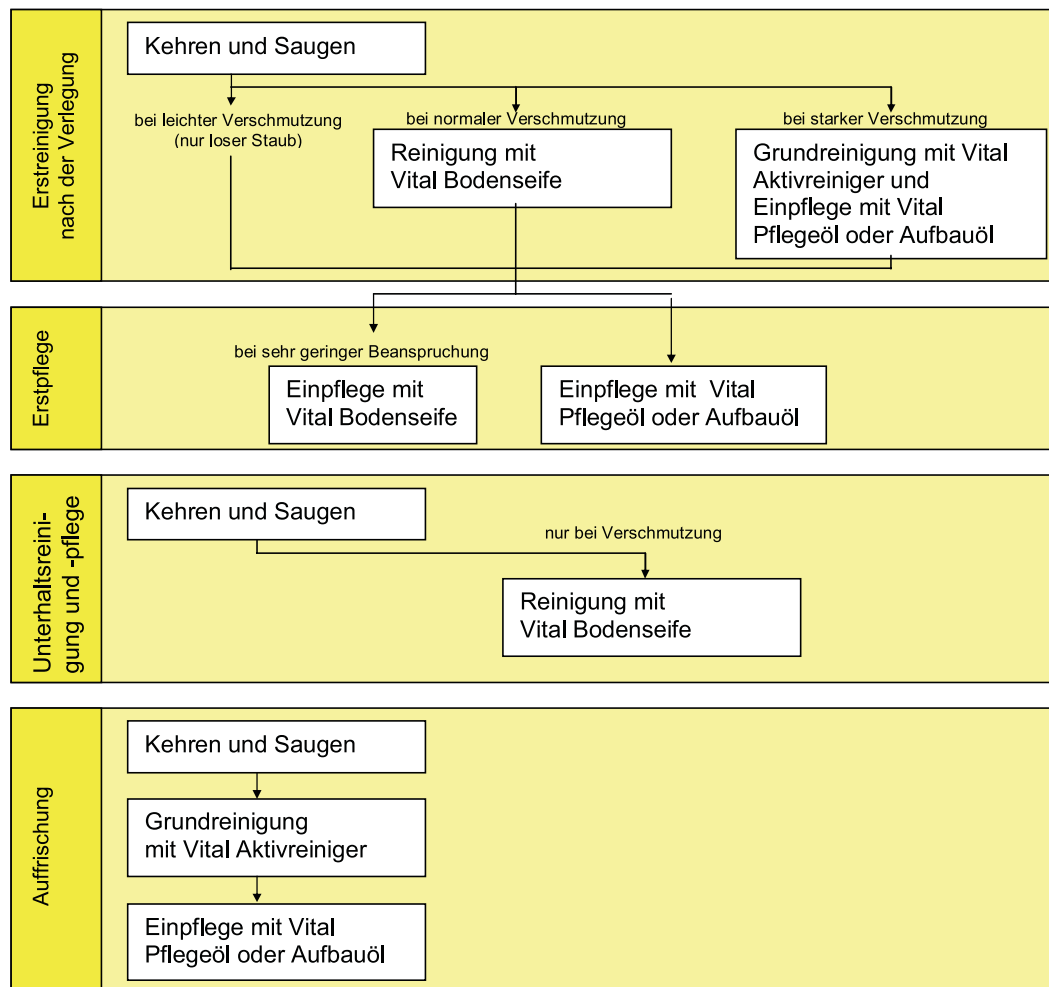 Erstreinigung
nach der Verlegung
Kehren und Saugen
bei leichter Verschmutzung
(nur loser Staub)
bei normaler Verschmutzung
Reinigung mit
Vital Bodenseife
bei starker Verschmutzung
Grundreinigung mit Vital
Aktivreiniger und
Einpflege mit Vital
Pflegeöl oder Aufbauöl
Erstpflege
bei sehr geringer Beanspruchung
Einpflege mit
Vital Bodenseife
Einpflege mit Vital
Pflegeöl oder Aufbauöl
Unterhaltsreini-
gung und -pflege
Kehren und Saugen
nur bei Verschmutzung
Reinigung mit
Vital Bodenseife
Auffrischung
Kehren und Saugen
Grundreinigung
mit Vital Aktivreiniger
Einpflege mit Vital
Pflegeöl oder Aufbauöl